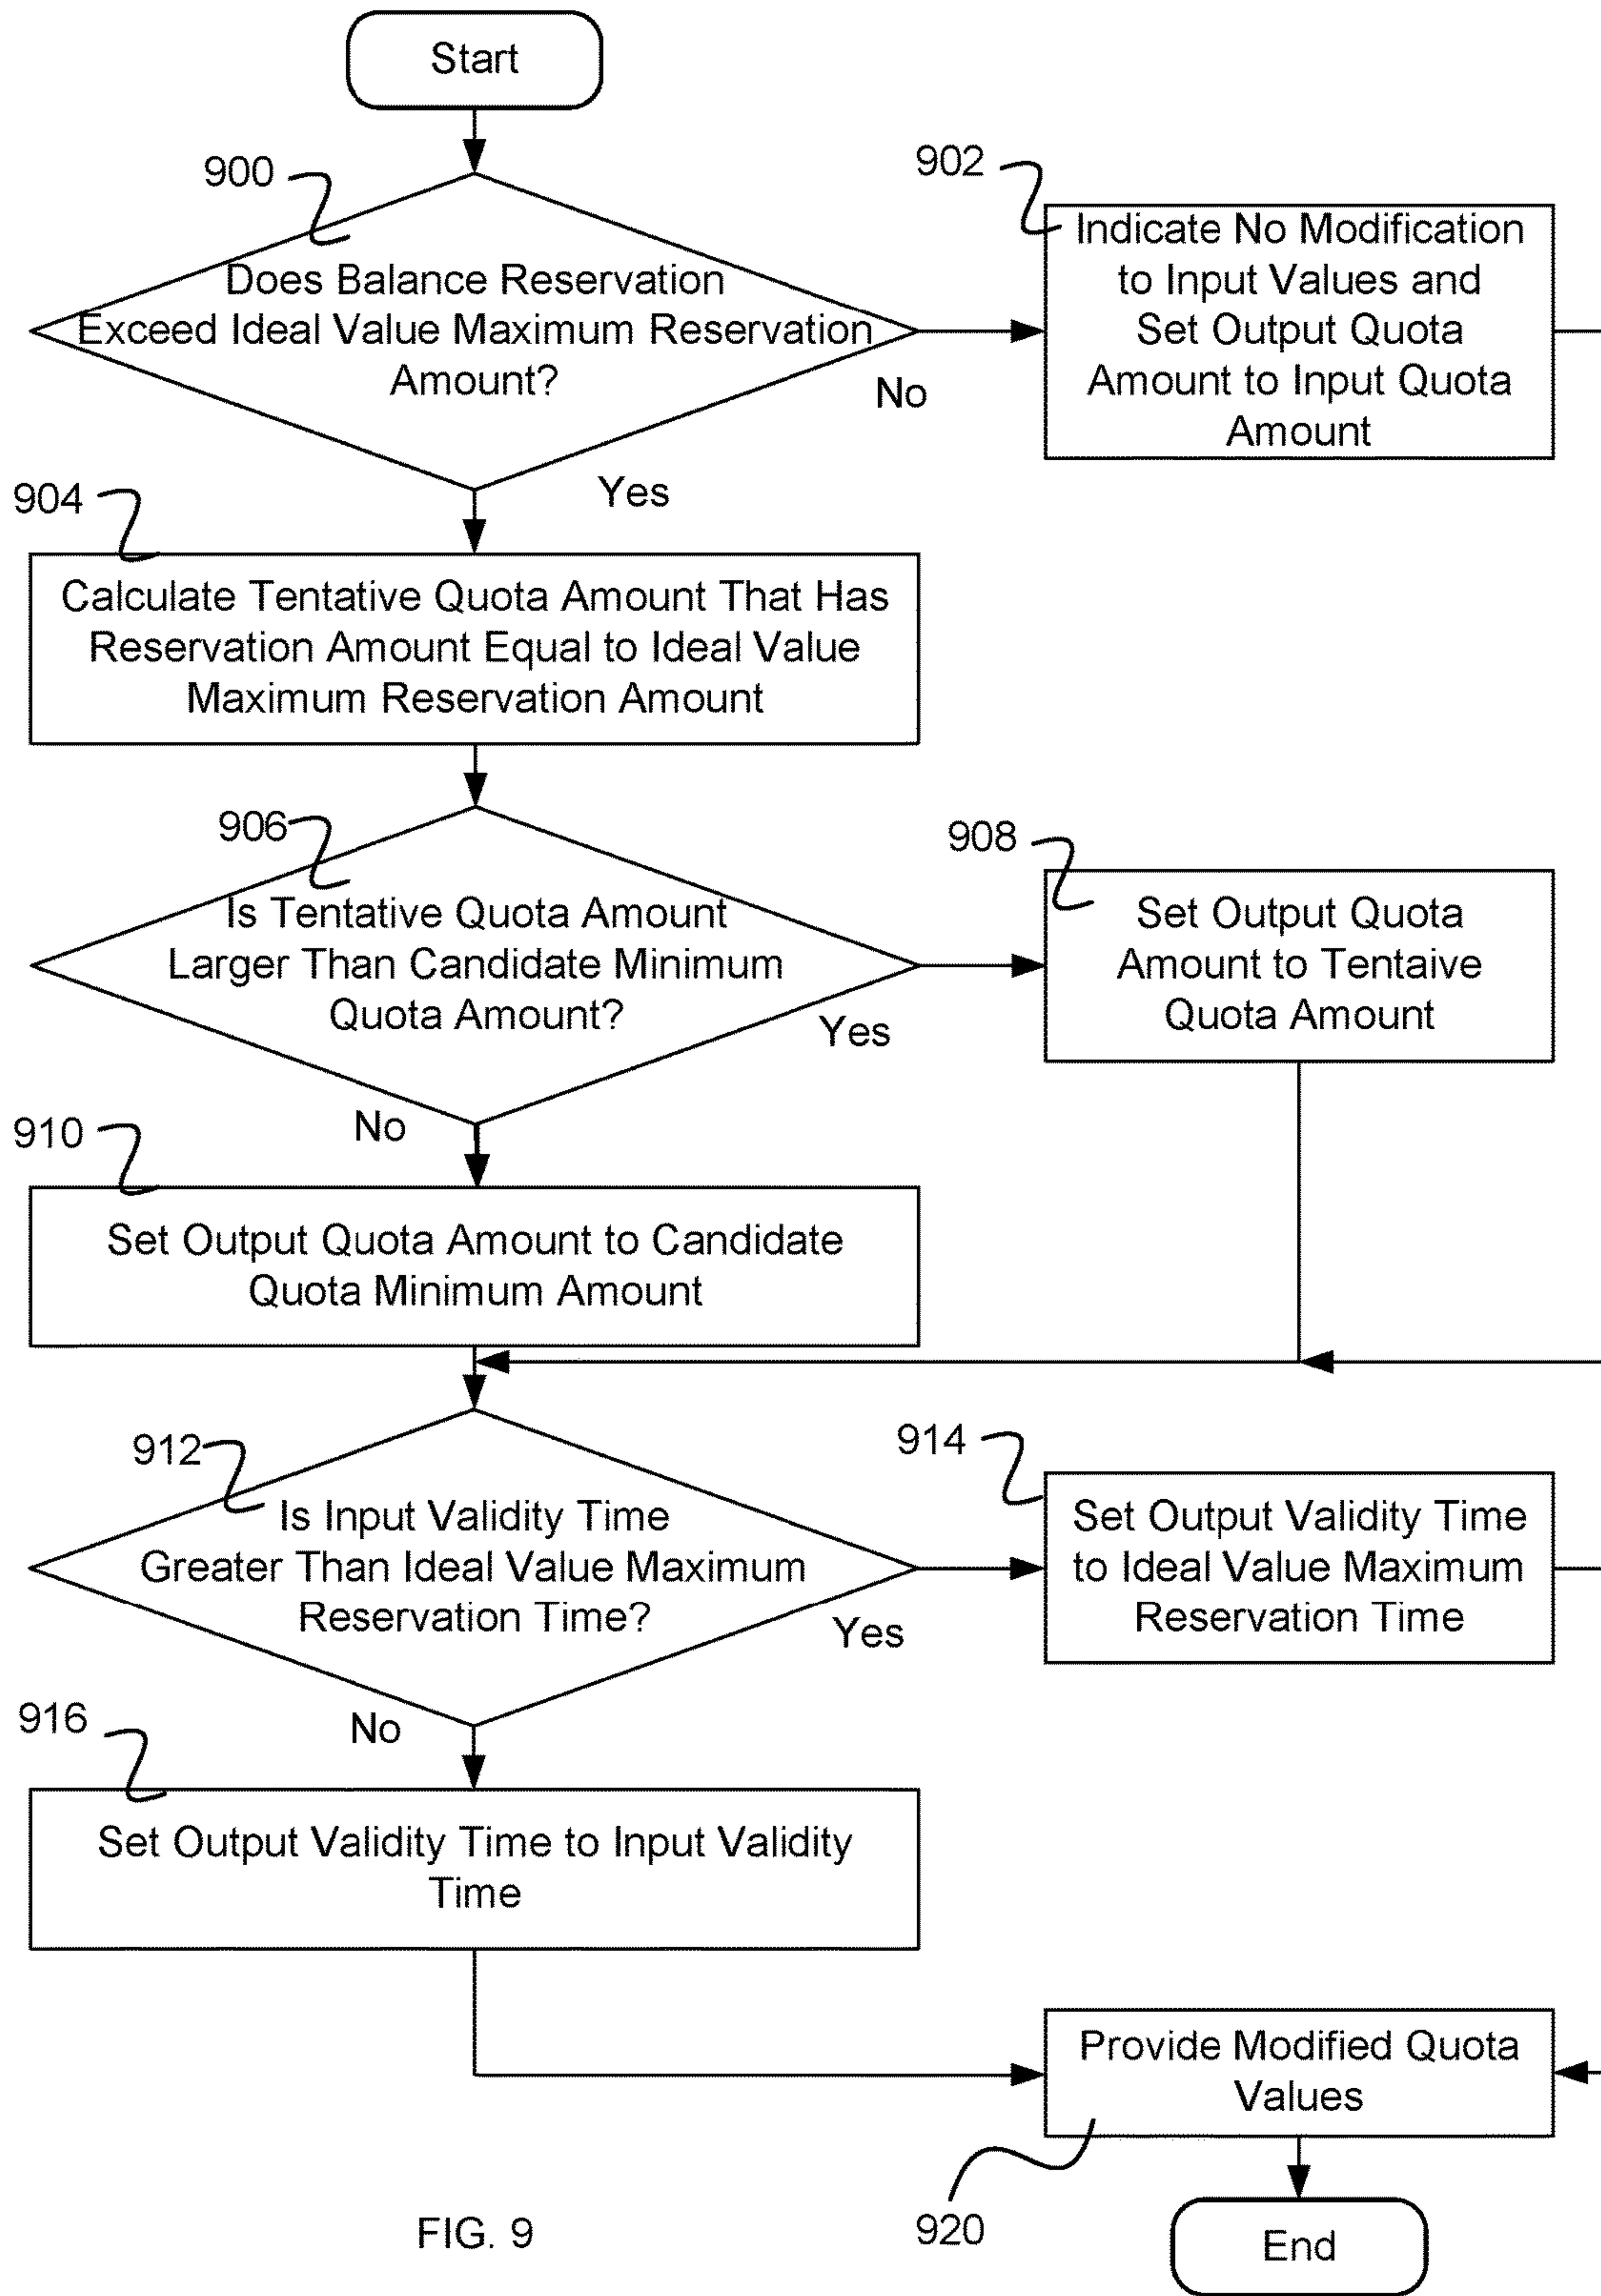 Start
900
902
Does Balance Reservation
Exceed Ideal Value Maximum Reservation
Amount?
No
Yes
Indicate No Modification
to Input Values and
Set Output Quota
Amount to Input Quota
Amount
904
Calculate Tentative Quota Amount That Has
Reservation Amount Equal to Ideal Value
Maximum Reservation Amount
906
908
Is Tentative Quota Amount
Larger Than Candidate Minimum
Quota Amount?
Yes
No
Set Output Quota
Amount to Tentaive
Quota Amount
910
Set Output Quota Amount to Candidate
Quota Minimum Amount
912
914
Is Input Validity Time
Greater Than Ideal Value Maximum
Reservation Time?
Yes
No
Set Output Validity Time
to Ideal Value Maximum
Reservation Time
916
Set Output Validity Time to Input Validity
Time
Provide Modified Quota
Values
920
End
FIG. 9